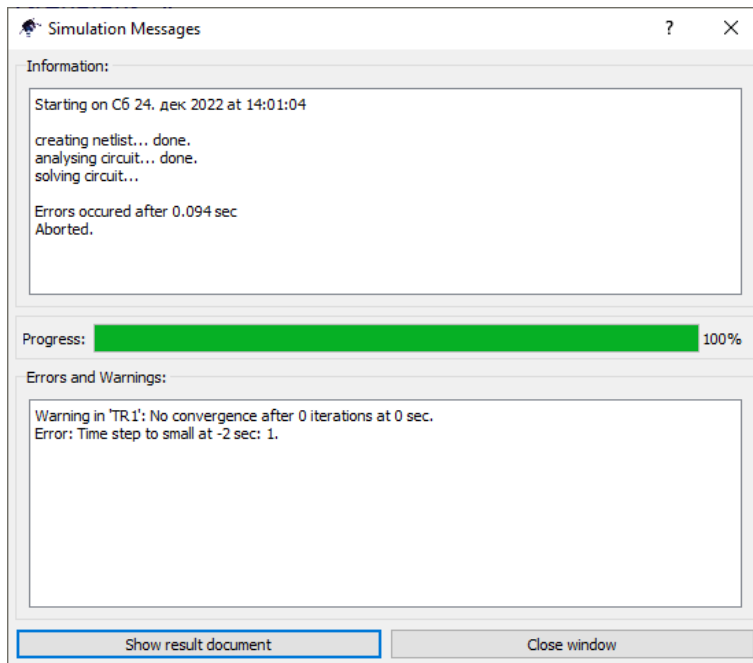 Simulation Messages
?
Information:
Starting on Сб 24. дек 2022 at 14:01:04
creating netlist... done.
analysing circuit... done.
solving circuit...
Errors occured after 0.094 sec
Aborted.
Progress:
100%
Errors and Warnings:
Warning in 'TR1': No convergence after 0 iterations at 0 sec.
Error: Time step to small at -2 sec: 1.
Show result document
Close window